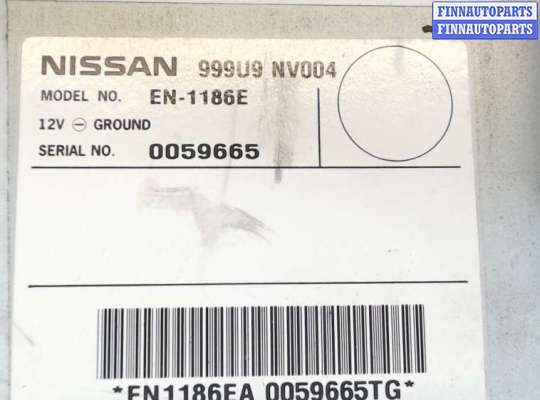 FINNAUTOPARTS
FINNAUTOPARTS
NISSAN 999U9 NV004
MODEL NO. EN-1186E
12V ⊖ GROUND
SERIAL NO. 0059665
*EN1186EA 0059665TG*